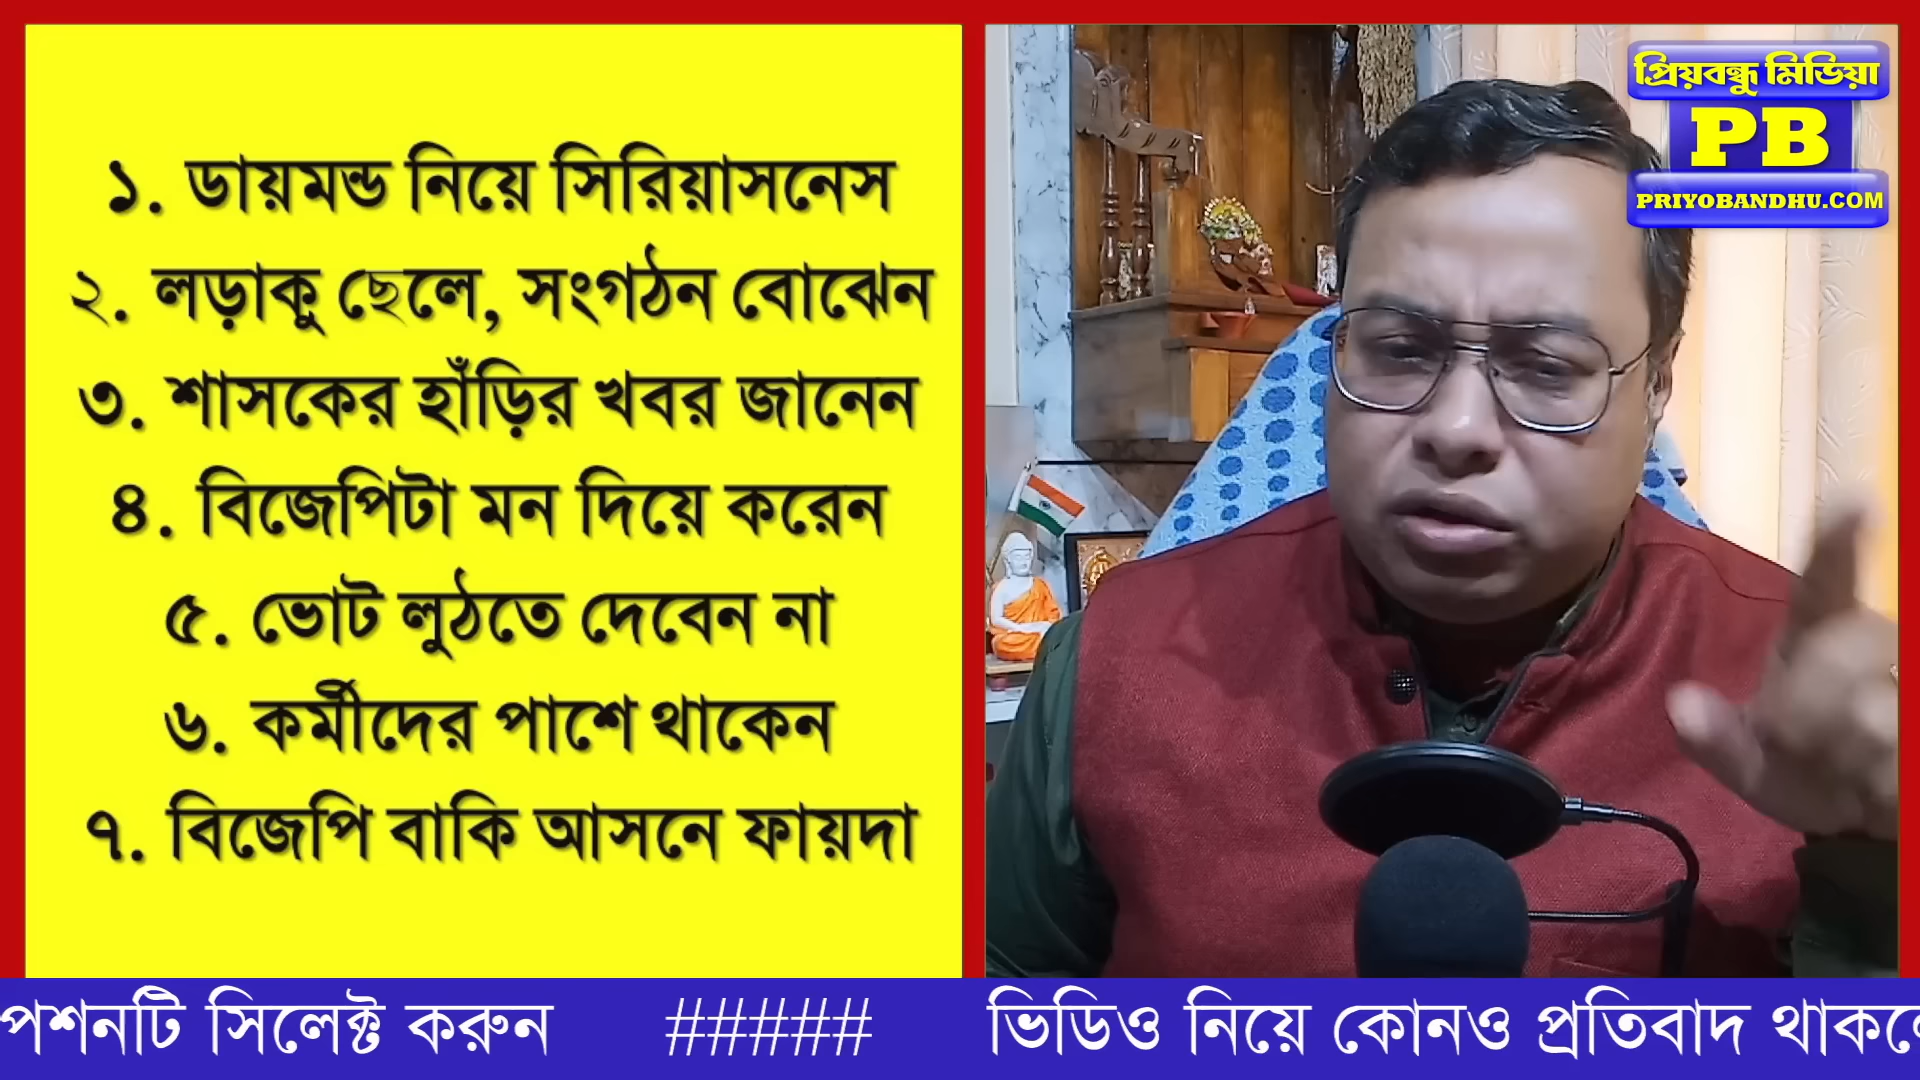 ১. ডায়মন্ড নিয়ে সিরিয়াসনেস
২. লড়াকু ছেলে, সংগঠন বোঝেন
৩. শাসকের হাঁড়ির খবর জানেন
৪. বিজেপিটা মন দিয়ে করেন
৫. ভোট লুঠতে দেবেন না
৬. কর্মীদের পাশে থাকেন
৭. বিজেপি বাকি আসনে ফায়দা
প্রিয়বন্ধু মিডিয়া
PB
PRIYOBANDHU.COM
পশনটি সিলেক্ট করুন ##### ভিডিও নিয়ে কোনও প্রতিবাদ